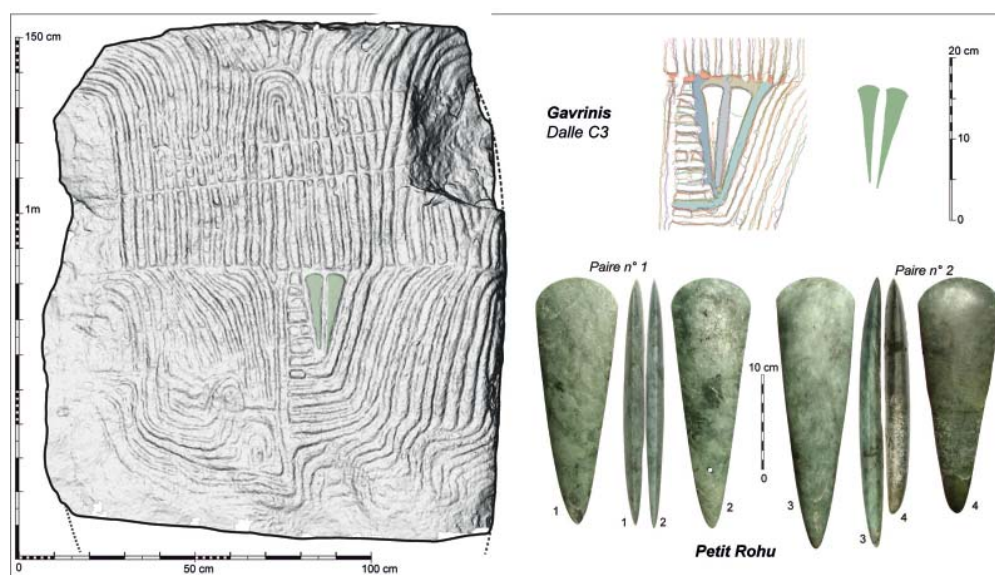 150 cm
1m
0 cm
50 cm
100 cm
Gavrinis
Dalle C3
20 cm
10
0
Paire n° 1
Paire n° 2
10 cm
0
1
1
2
2
3
3
4
4
Petit Rohu